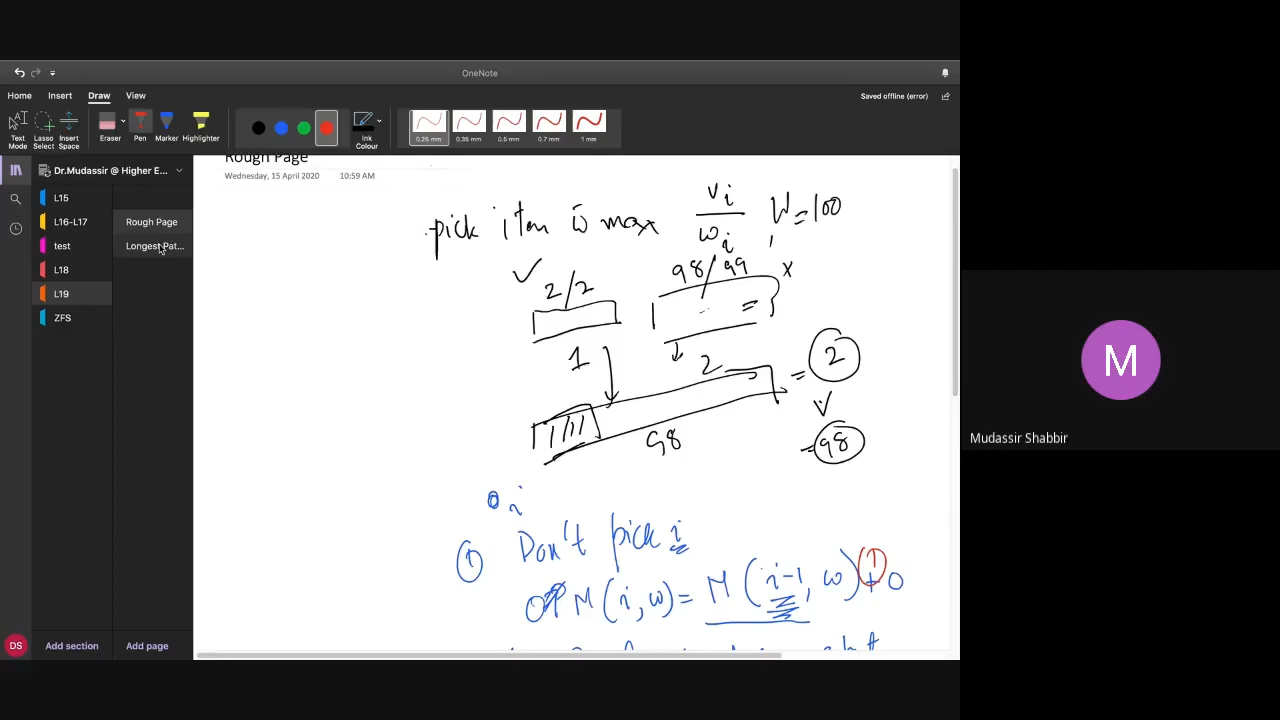 OneNote
Home Insert Draw View
Saved offline (error)
Text Mode
Lasso Select
Insert Space
Eraser
Pen
Marker
Highlighter
Ink Colour
0.25 mm
0.35 mm
0.5 mm
0.7 mm
1 mm
Dr.Mudassir @ Higher E...
L15
L16-L17
test
L18
L19
ZFS
Rough Page
Longest Pat...
Rough Page
Wednesday, 15 April 2020 10:59 AM
pick item w max vi/wi W=100
2/2 98/99 x
1 2 = 2
98 = 98
i
1 Don't pick i
M(i, w) = M(i-1, w) + 0
1
DS
Add section
Add page
M
Mudassir Shabbir